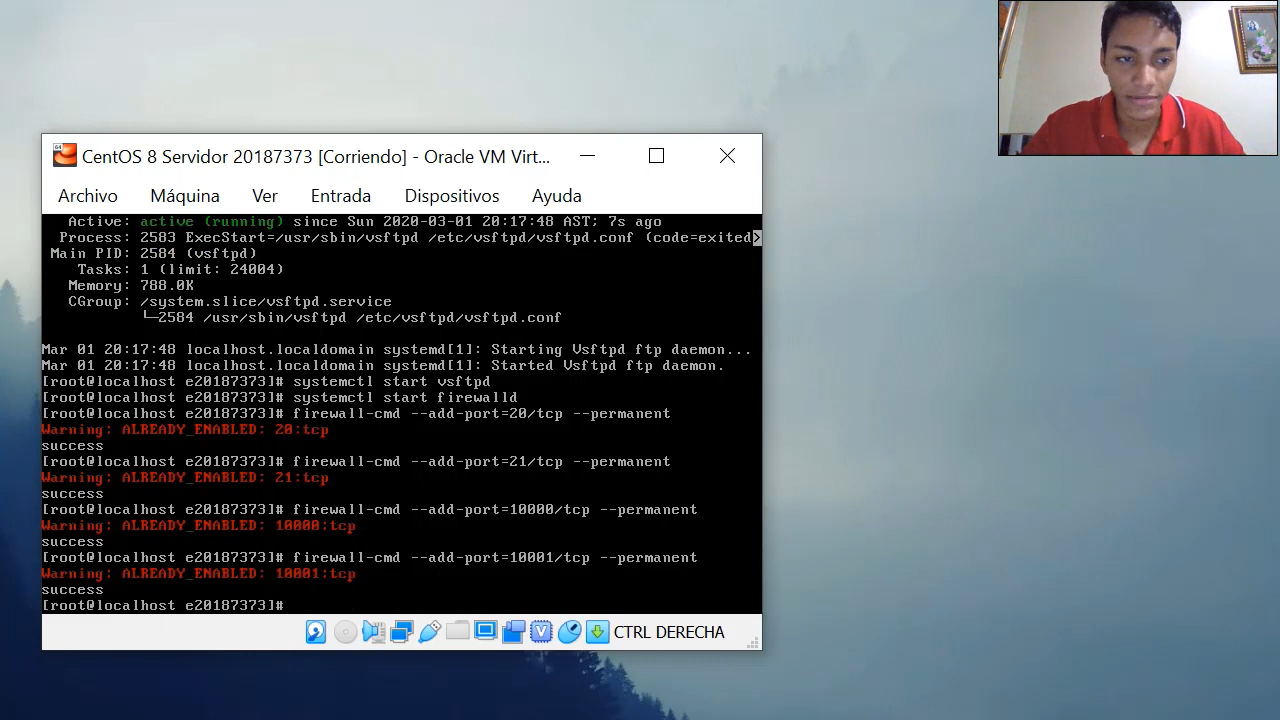 CentOS 8 Servidor 20187373 [Corriendo] - Oracle VM Virt...
Archivo Máquina Ver Entrada Dispositivos Ayuda
Active: active (running) since Sun 2020-03-01 20:17:48 AST; 7s ago
Process: 2583 ExecStart=/usr/sbin/vsftpd /etc/vsftpd/vsftpd.conf (code=exited>
Main PID: 2584 (vsftpd)
Tasks: 1 (limit: 24004)
Memory: 788.0K
CGroup: /system.slice/vsftpd.service
└─2584 /usr/sbin/vsftpd /etc/vsftpd/vsftpd.conf
Mar 01 20:17:48 localhost.localdomain systemd[1]: Starting Vsftpd ftp daemon...
Mar 01 20:17:48 localhost.localdomain systemd[1]: Started Vsftpd ftp daemon.
[root@localhost e20187373]# systemctl start vsftpd
[root@localhost e20187373]# systemctl start firewalld
[root@localhost e20187373]# firewall-cmd --add-port=20/tcp --permanent
Warning: ALREADY_ENABLED: 20:tcp
success
[root@localhost e20187373]# firewall-cmd --add-port=21/tcp --permanent
Warning: ALREADY_ENABLED: 21:tcp
success
[root@localhost e20187373]# firewall-cmd --add-port=10000/tcp --permanent
Warning: ALREADY_ENABLED: 10000:tcp
success
[root@localhost e20187373]# firewall-cmd --add-port=10001/tcp --permanent
Warning: ALREADY_ENABLED: 10001:tcp
success
[root@localhost e20187373]#
CTRL DERECHA